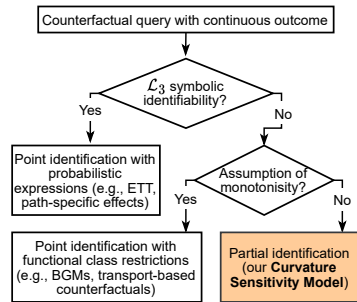 Counterfactual query with continuous outcome
ℒ₃ symbolic
identifiability?
Yes
No
Point identification with
probabilistic
expressions (e.g., ETT,
path-specific effects)
Assumption of
monotonisity?
Yes
No
Point identification with
functional class restrictions
(e.g., BGMs, transport-based
counterfactuals)
Partial identification
(our Curvature
Sensitivity Model)